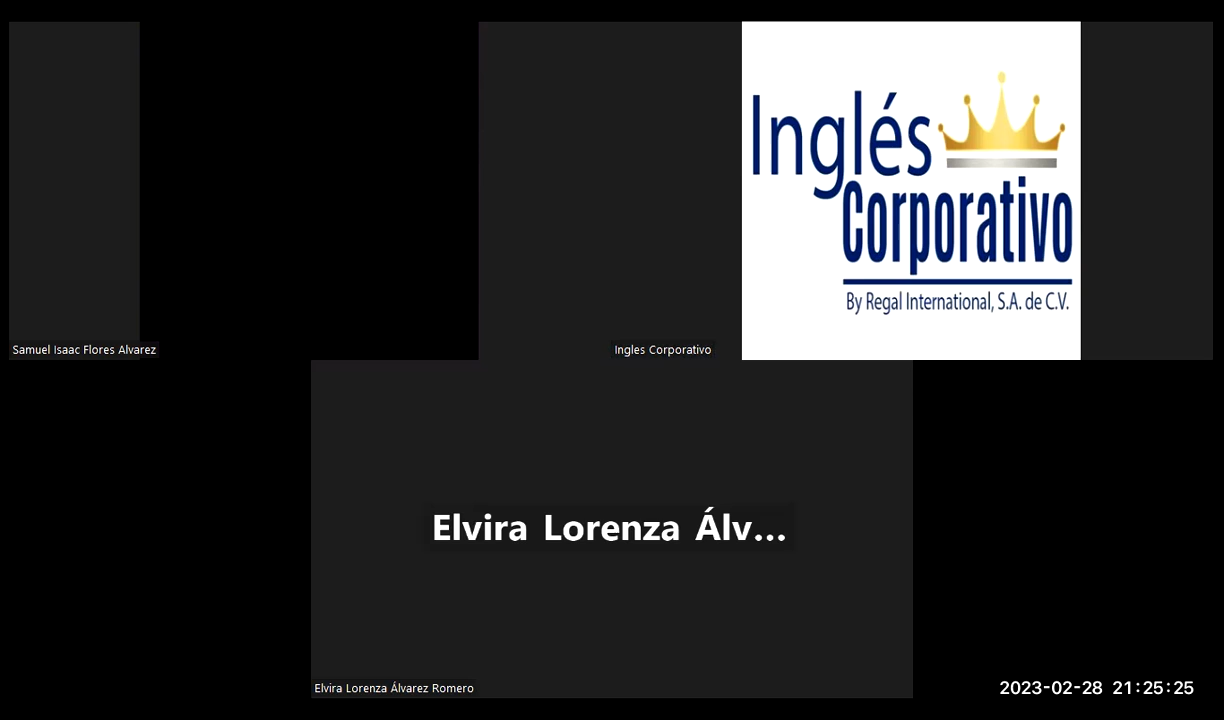 Inglés
Corporativo
By Regal International, S.A. de C.V.
Samuel Isaac Flores Alvarez
Ingles Corporativo
Elvira Lorenza Álv...
Elvira Lorenza Álvarez Romero
2023-02-28 21:25:25